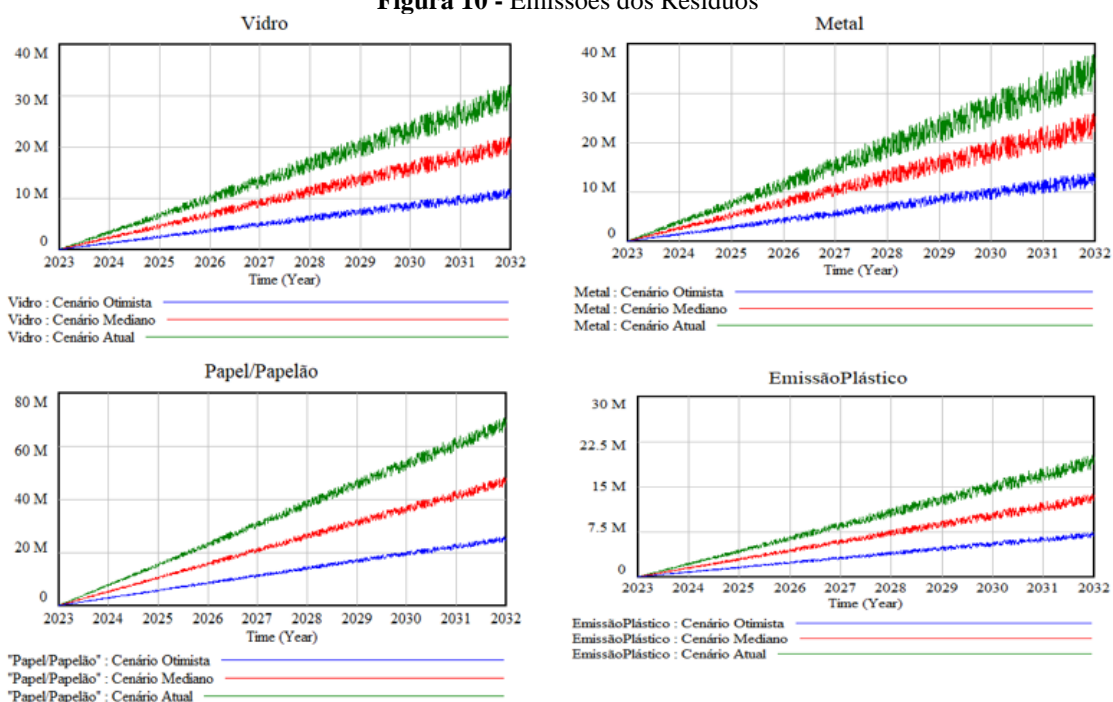 Figura 10 - Emissões dos Resíduos
Vidro
40 M
30 M
20 M
10 M
0
2023 2024 2025 2026 2027 2028 2029 2030 2031 2032
Time (Year)
Vidro : Cenário Otimista
Vidro : Cenário Mediano
Vidro : Cenário Atual
Metal
40 M
30 M
20 M
10 M
0
2023 2024 2025 2026 2027 2028 2029 2030 2031 2032
Time (Year)
Metal : Cenário Otimista
Metal : Cenário Mediano
Metal : Cenário Atual
Papel/Papelão
80 M
60 M
40 M
20 M
0
2023 2024 2025 2026 2027 2028 2029 2030 2031 2032
Time (Year)
"Papel/Papelão" : Cenário Otimista
"Papel/Papelão" : Cenário Mediano
"Papel/Papelão" : Cenário Atual
EmissãoPlástico
30 M
22.5 M
15 M
7.5 M
0
2023 2024 2025 2026 2027 2028 2029 2030 2031 2032
Time (Year)
EmissãoPlástico : Cenário Otimista
EmissãoPlástico : Cenário Mediano
EmissãoPlástico : Cenário Atual